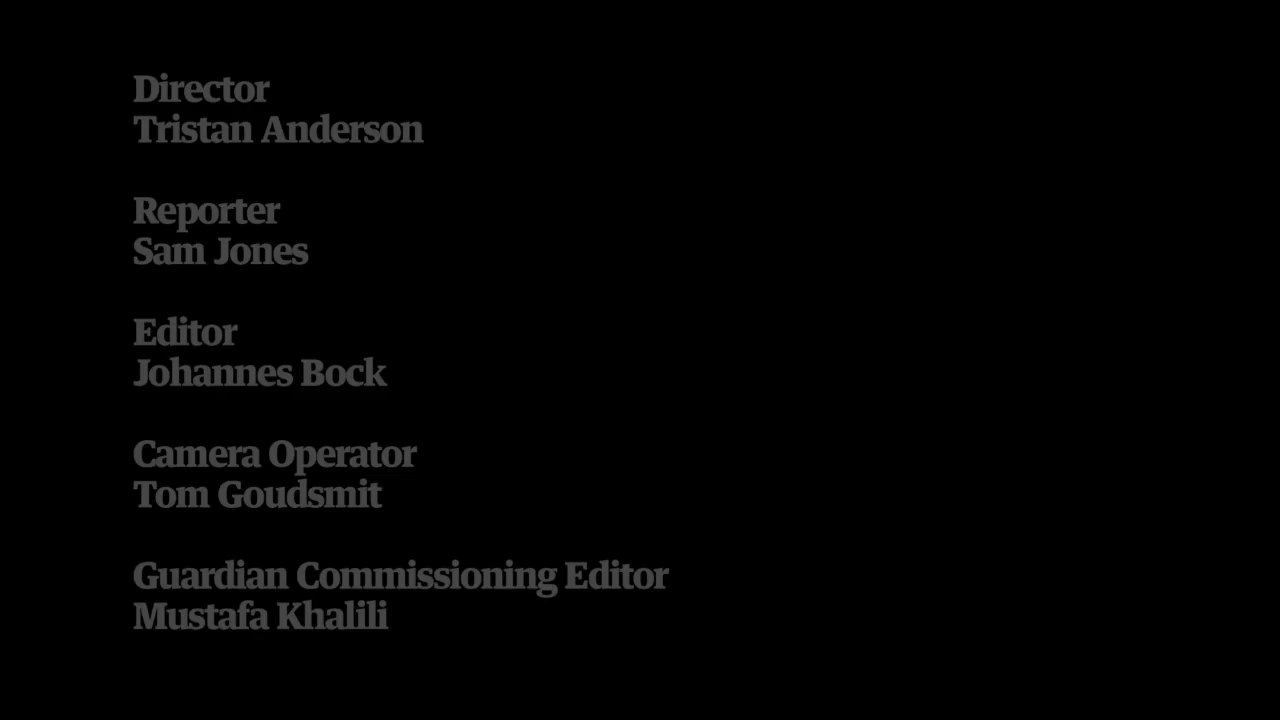 Director
Tristan Anderson
Reporter
Sam Jones
Editor
Johannes Bock
Camera Operator
Tom Goudsmit
Guardian Commissioning Editor
Mustafa Khalili